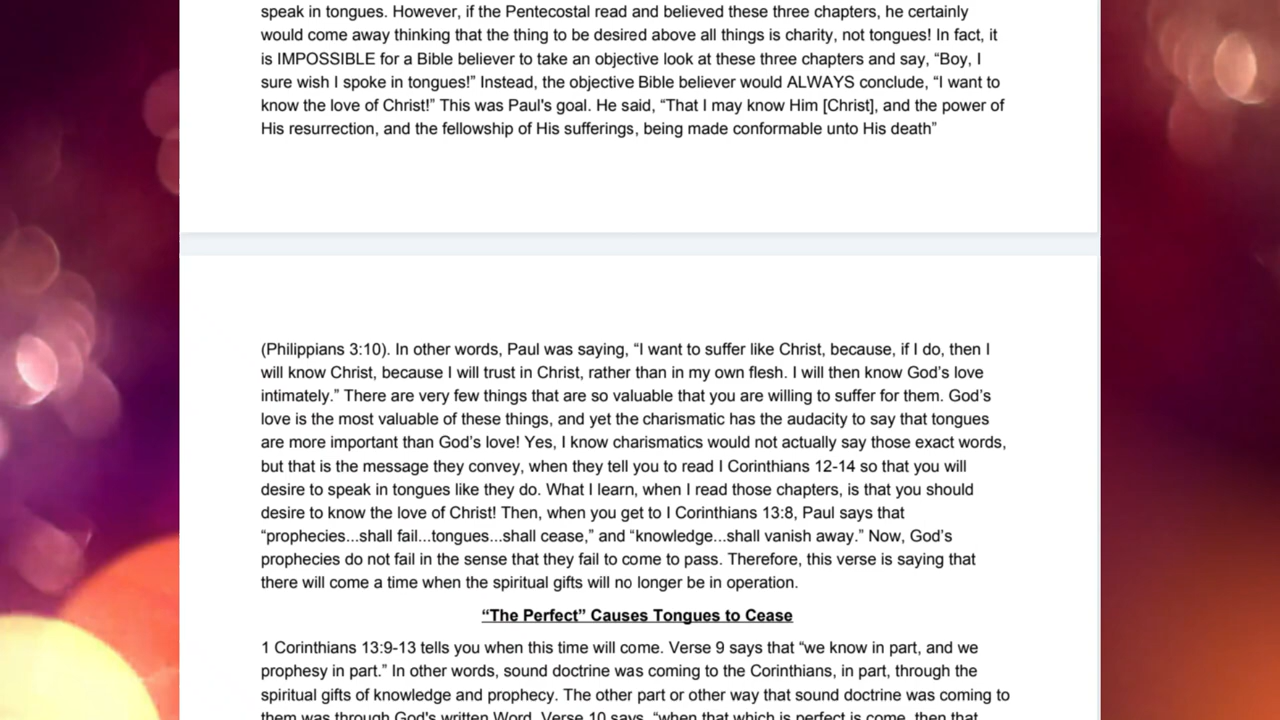 speak in tongues. However, if the Pentecostal read and believed these three chapters, he certainly
would come away thinking that the thing to be desired above all things is charity, not tongues! In fact, it
is IMPOSSIBLE for a Bible believer to take an objective look at these three chapters and say, “Boy, I
sure wish I spoke in tongues!” Instead, the objective Bible believer would ALWAYS conclude, “I want to
know the love of Christ!” This was Paul's goal. He said, “That I may know Him [Christ], and the power of
His resurrection, and the fellowship of His sufferings, being made conformable unto His death”
(Philippians 3:10). In other words, Paul was saying, “I want to suffer like Christ, because, if I do, then I
will know Christ, because I will trust in Christ, rather than in my own flesh. I will then know God’s love
intimately.” There are very few things that are so valuable that you are willing to suffer for them. God’s
love is the most valuable of these things, and yet the charismatic has the audacity to say that tongues
are more important than God’s love! Yes, I know charismatics would not actually say those exact words,
but that is the message they convey, when they tell you to read I Corinthians 12-14 so that you will
desire to speak in tongues like they do. What I learn, when I read those chapters, is that you should
desire to know the love of Christ! Then, when you get to I Corinthians 13:8, Paul says that
“prophecies...shall fail...tongues...shall cease,” and “knowledge...shall vanish away.” Now, God’s
prophecies do not fail in the sense that they fail to come to pass. Therefore, this verse is saying that
there will come a time when the spiritual gifts will no longer be in operation.
“The Perfect” Causes Tongues to Cease
1 Corinthians 13:9-13 tells you when this time will come. Verse 9 says that “we know in part, and we
prophesy in part.” In other words, sound doctrine was coming to the Corinthians, in part, through the
spiritual gifts of knowledge and prophecy. The other part or other way that sound doctrine was coming to
them was through God's written Word. Verse 10 says, “when that which is perfect is come, then that